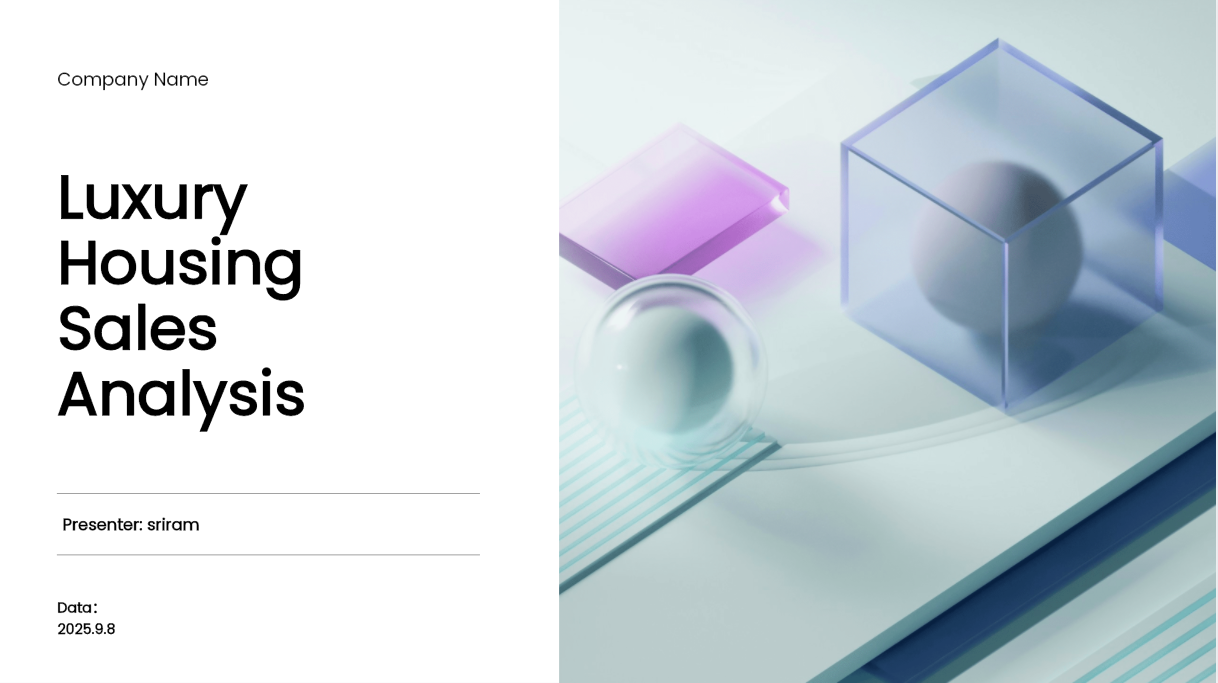 Company Name
Luxury
Housing
Sales
Analysis
Presenter: sriram
Data：
2025.9.8